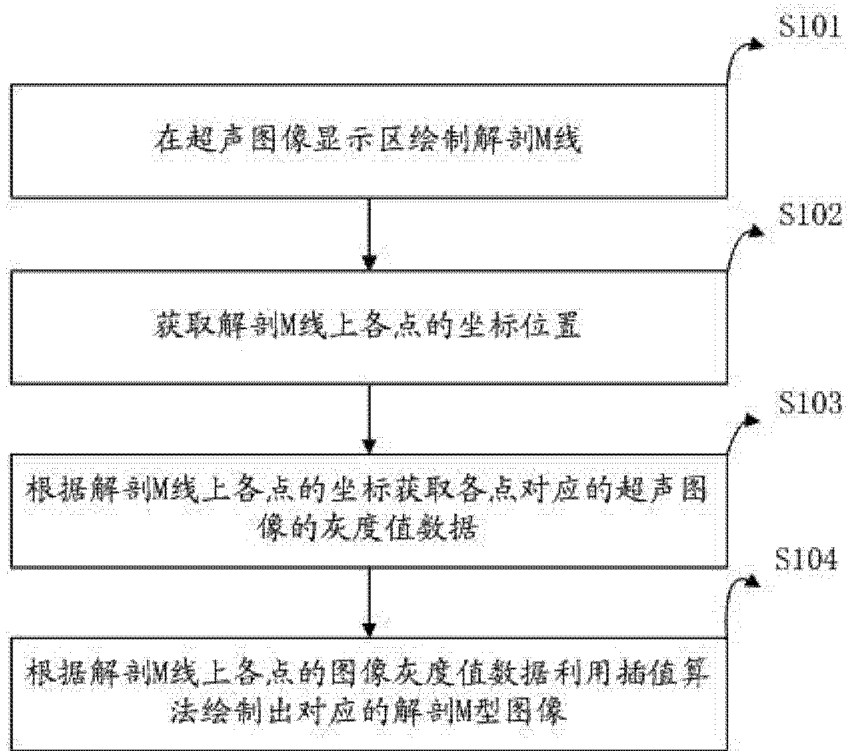 S101
在超声图像显示区绘制解剖M线
S102
获取解剖M线上各点的坐标位置
S103
根据解剖M线上各点的坐标获取各点对应的超声图
像的灰度值数据
S104
根据解剖M线上各点的图像灰度值数据利用插值算
法绘制出对应的解剖M型图像